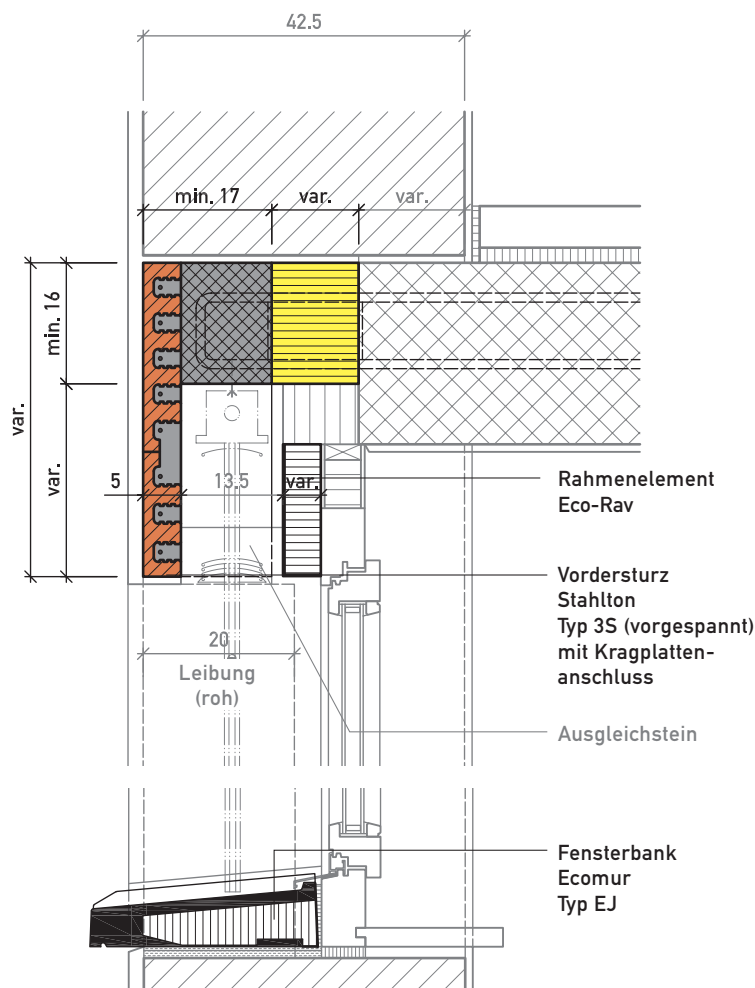 42.5
min. 17
var.
var.
min. 16
var.
var.
5
13.5
var.
Rahmenelement
Eco-Rav
Vordersturz
Stahlton
Typ 3S (vorgespannt)
mit Kragplatten-
anschluss
20
Leibung
(roh)
Ausgleichstein
Fensterbank
Ecomur
Typ EJ